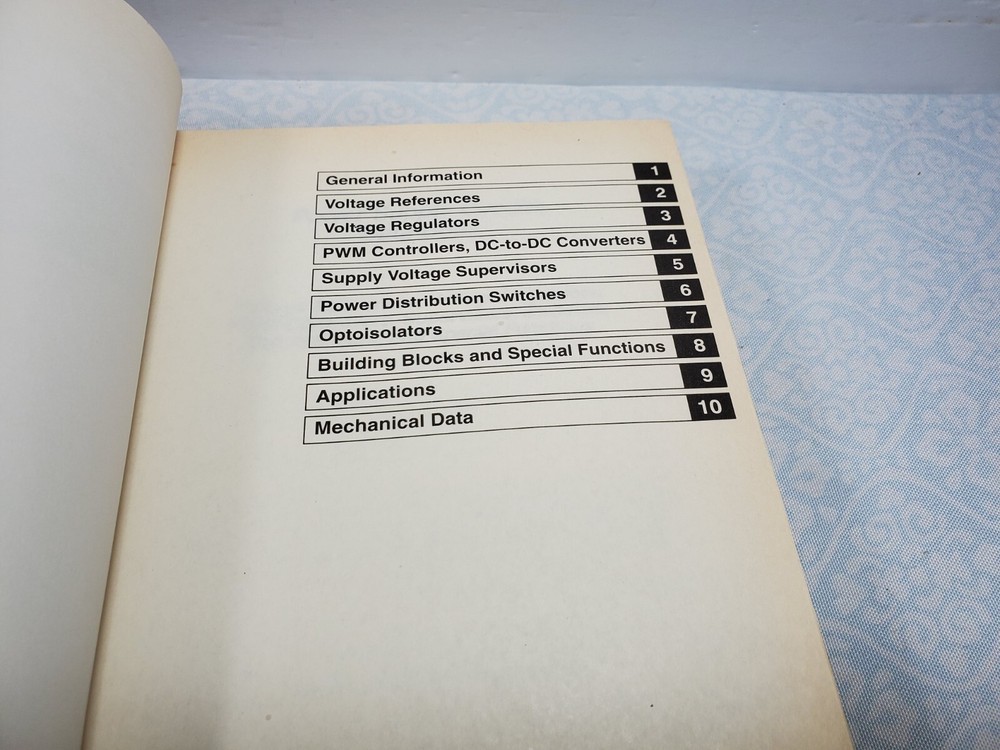 General Information 1
Voltage References 2
Voltage Regulators 3
PWM Controllers, DC-to-DC Converters 4
Supply Voltage Supervisors 5
Power Distribution Switches 6
Optoisolators 7
Building Blocks and Special Functions 8
Applications 9
Mechanical Data 10